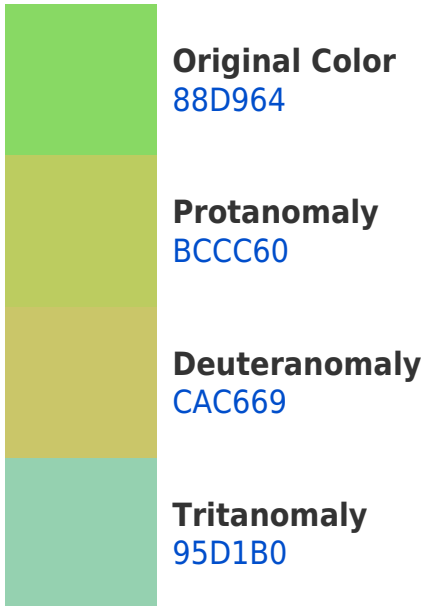 Original Color
88D964
Protanomaly
BCCC60
Deuteranomaly
CAC669
Tritanomaly
95D1B0